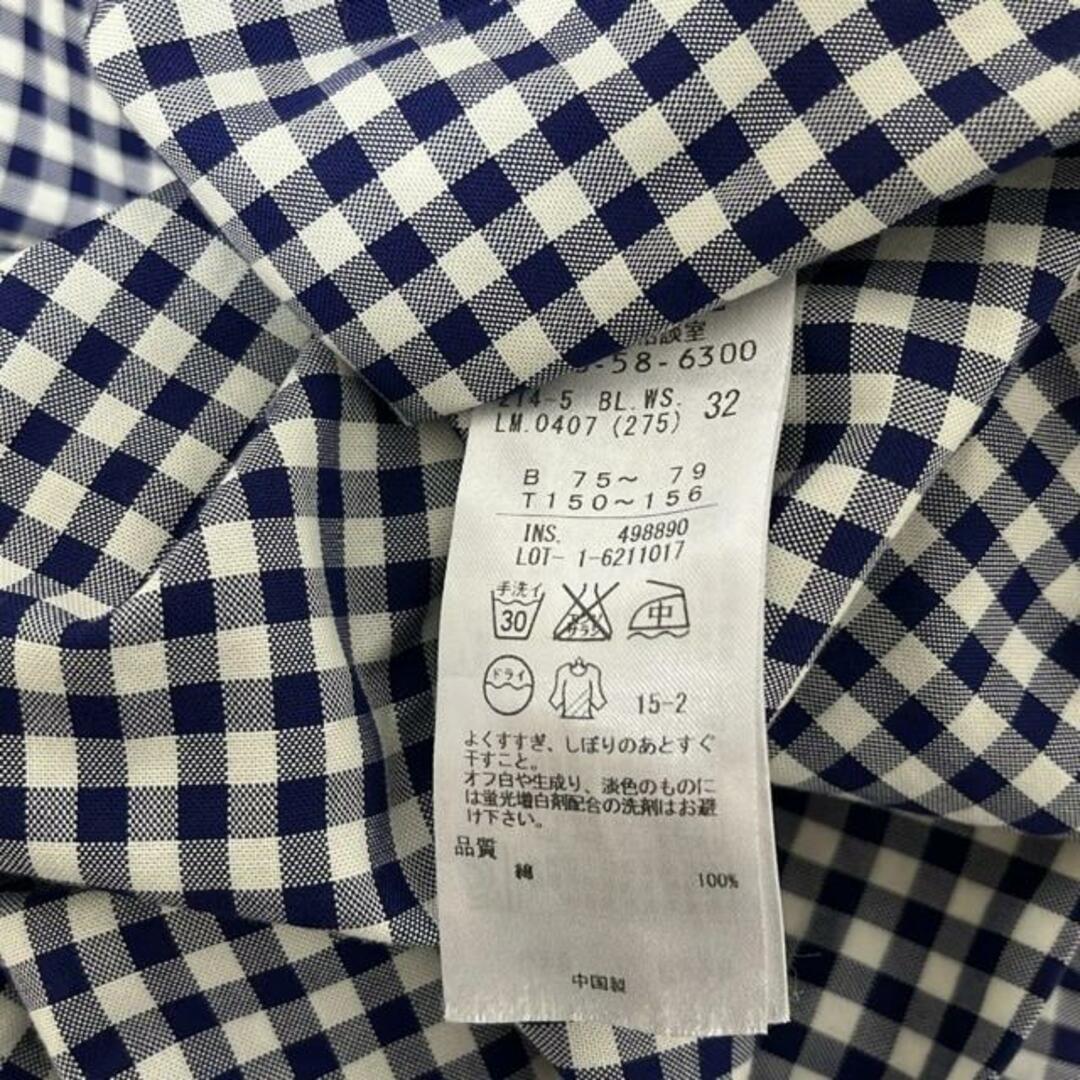 談室
-58-6300
214-5 BL.WS. 32
LM.0407 (275)
B 75～ 79
T150～156
INS. 498890
LOT- 1-6211017
手洗イ
30
サラシ
中
ドライ
15-2
よくすすぎ、しぼりのあとすぐ
干すこと。
オフ白や生成り、淡色のものに
は蛍光増白剤配合の洗剤はお避
け下さい。
品質
綿 100%
中国製